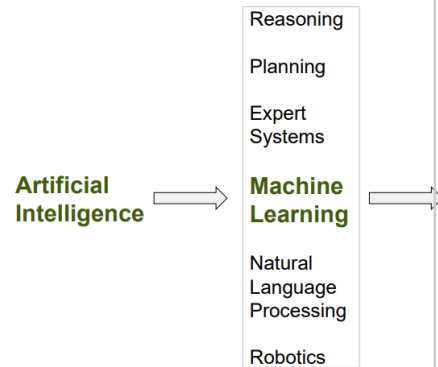 Reasoning
Planning
Expert
Systems
Artificial
Intelligence
Machine
Learning
Natural
Language
Processing
Robotics